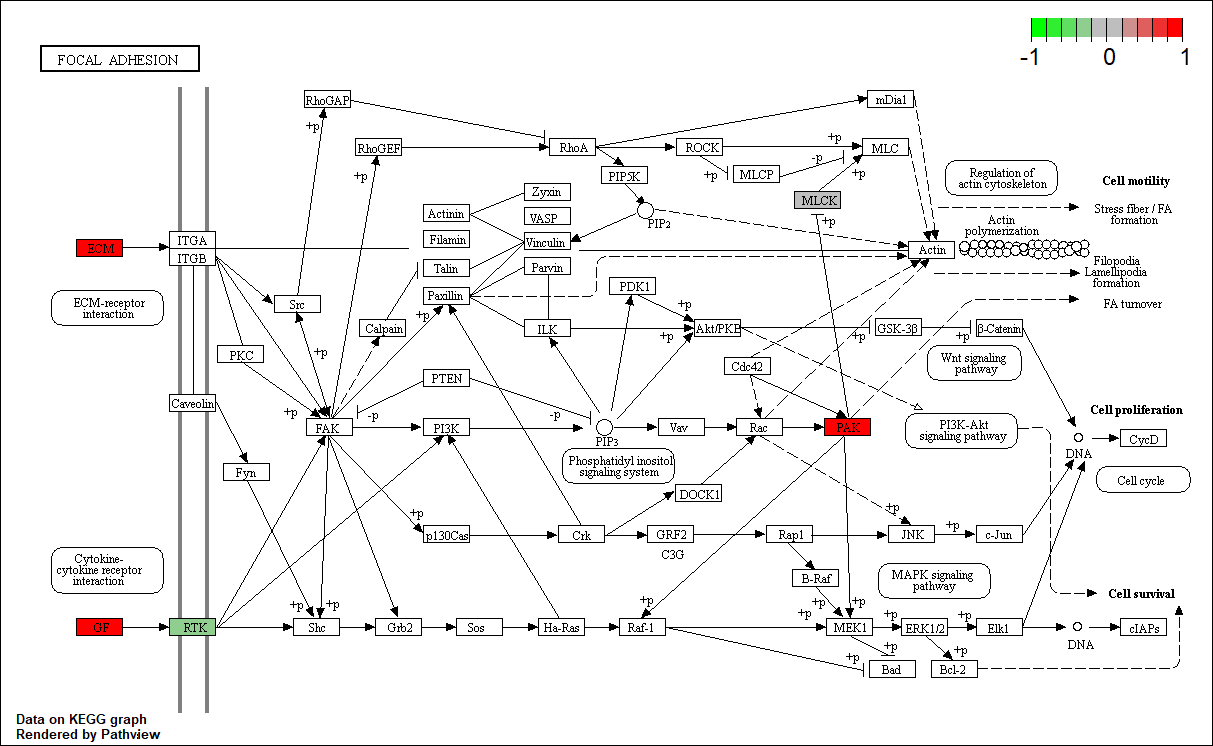 -1 0 1
FOCAL ADHESION
RhoGAP
mDia1
+p
RhoGEF
RhoA
ROCK
+p
MLC
-p
+p
PIP5K
+p
MLCP
+p
Regulation of
actin cytoskeleton
Cell motility
Zyxin
MLCK
Actinin
VASP
PIP2
+p
Stress fiber / FA
formation
Actin
polymerization
ECM
ITGA
ITGB
Filamin
Vinculin
Actin
Talin
Parvin
Filopodia
Lamellipodia
formation
ECM-receptor
interaction
Src
Paxillin
PDK1
+p
FA turnover
Calpain
+p
ILK
+p
Akt/PKB
GSK-3β
+p
+p
β-Catenin
PKC
+p
Cdc42
Wnt signaling
pathway
PTEN
Caveolin
+p
-p
-p
Cell proliferation
FAK
PI3K
PIP3
Vav
Rac
PAK
PI3K-Akt
signaling pathway
CycD
DNA
Phosphatidyl inositol
signaling system
Fyn
Cell cycle
DOCK1
+p
+p
p130Cas
Crk
GRF2
C3G
Rap1
JNK
+p
c-Jun
Cytokine-
cytokine receptor
interaction
B-Raf
MAPK signaling
pathway
Cell survival
+p
+p
+p
+p
+p
+p
+p
+p
GF
RTK
Shc
Grb2
Sos
Ha-Ras
Raf-1
MEK1
ERK1/2
Elk1
DNA
cIAPs
+p
+p
+p
Bad
Bcl-2
Data on KEGG graph
Rendered by Pathview